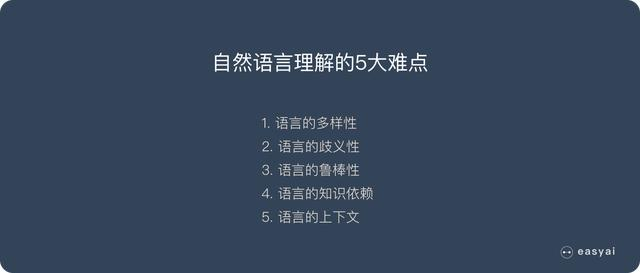 自然语言理解的5大难点
1. 语言的多样性
2. 语言的歧义性
3. 语言的鲁棒性
4. 语言的知识依赖
5. 语言的上下文
easyai